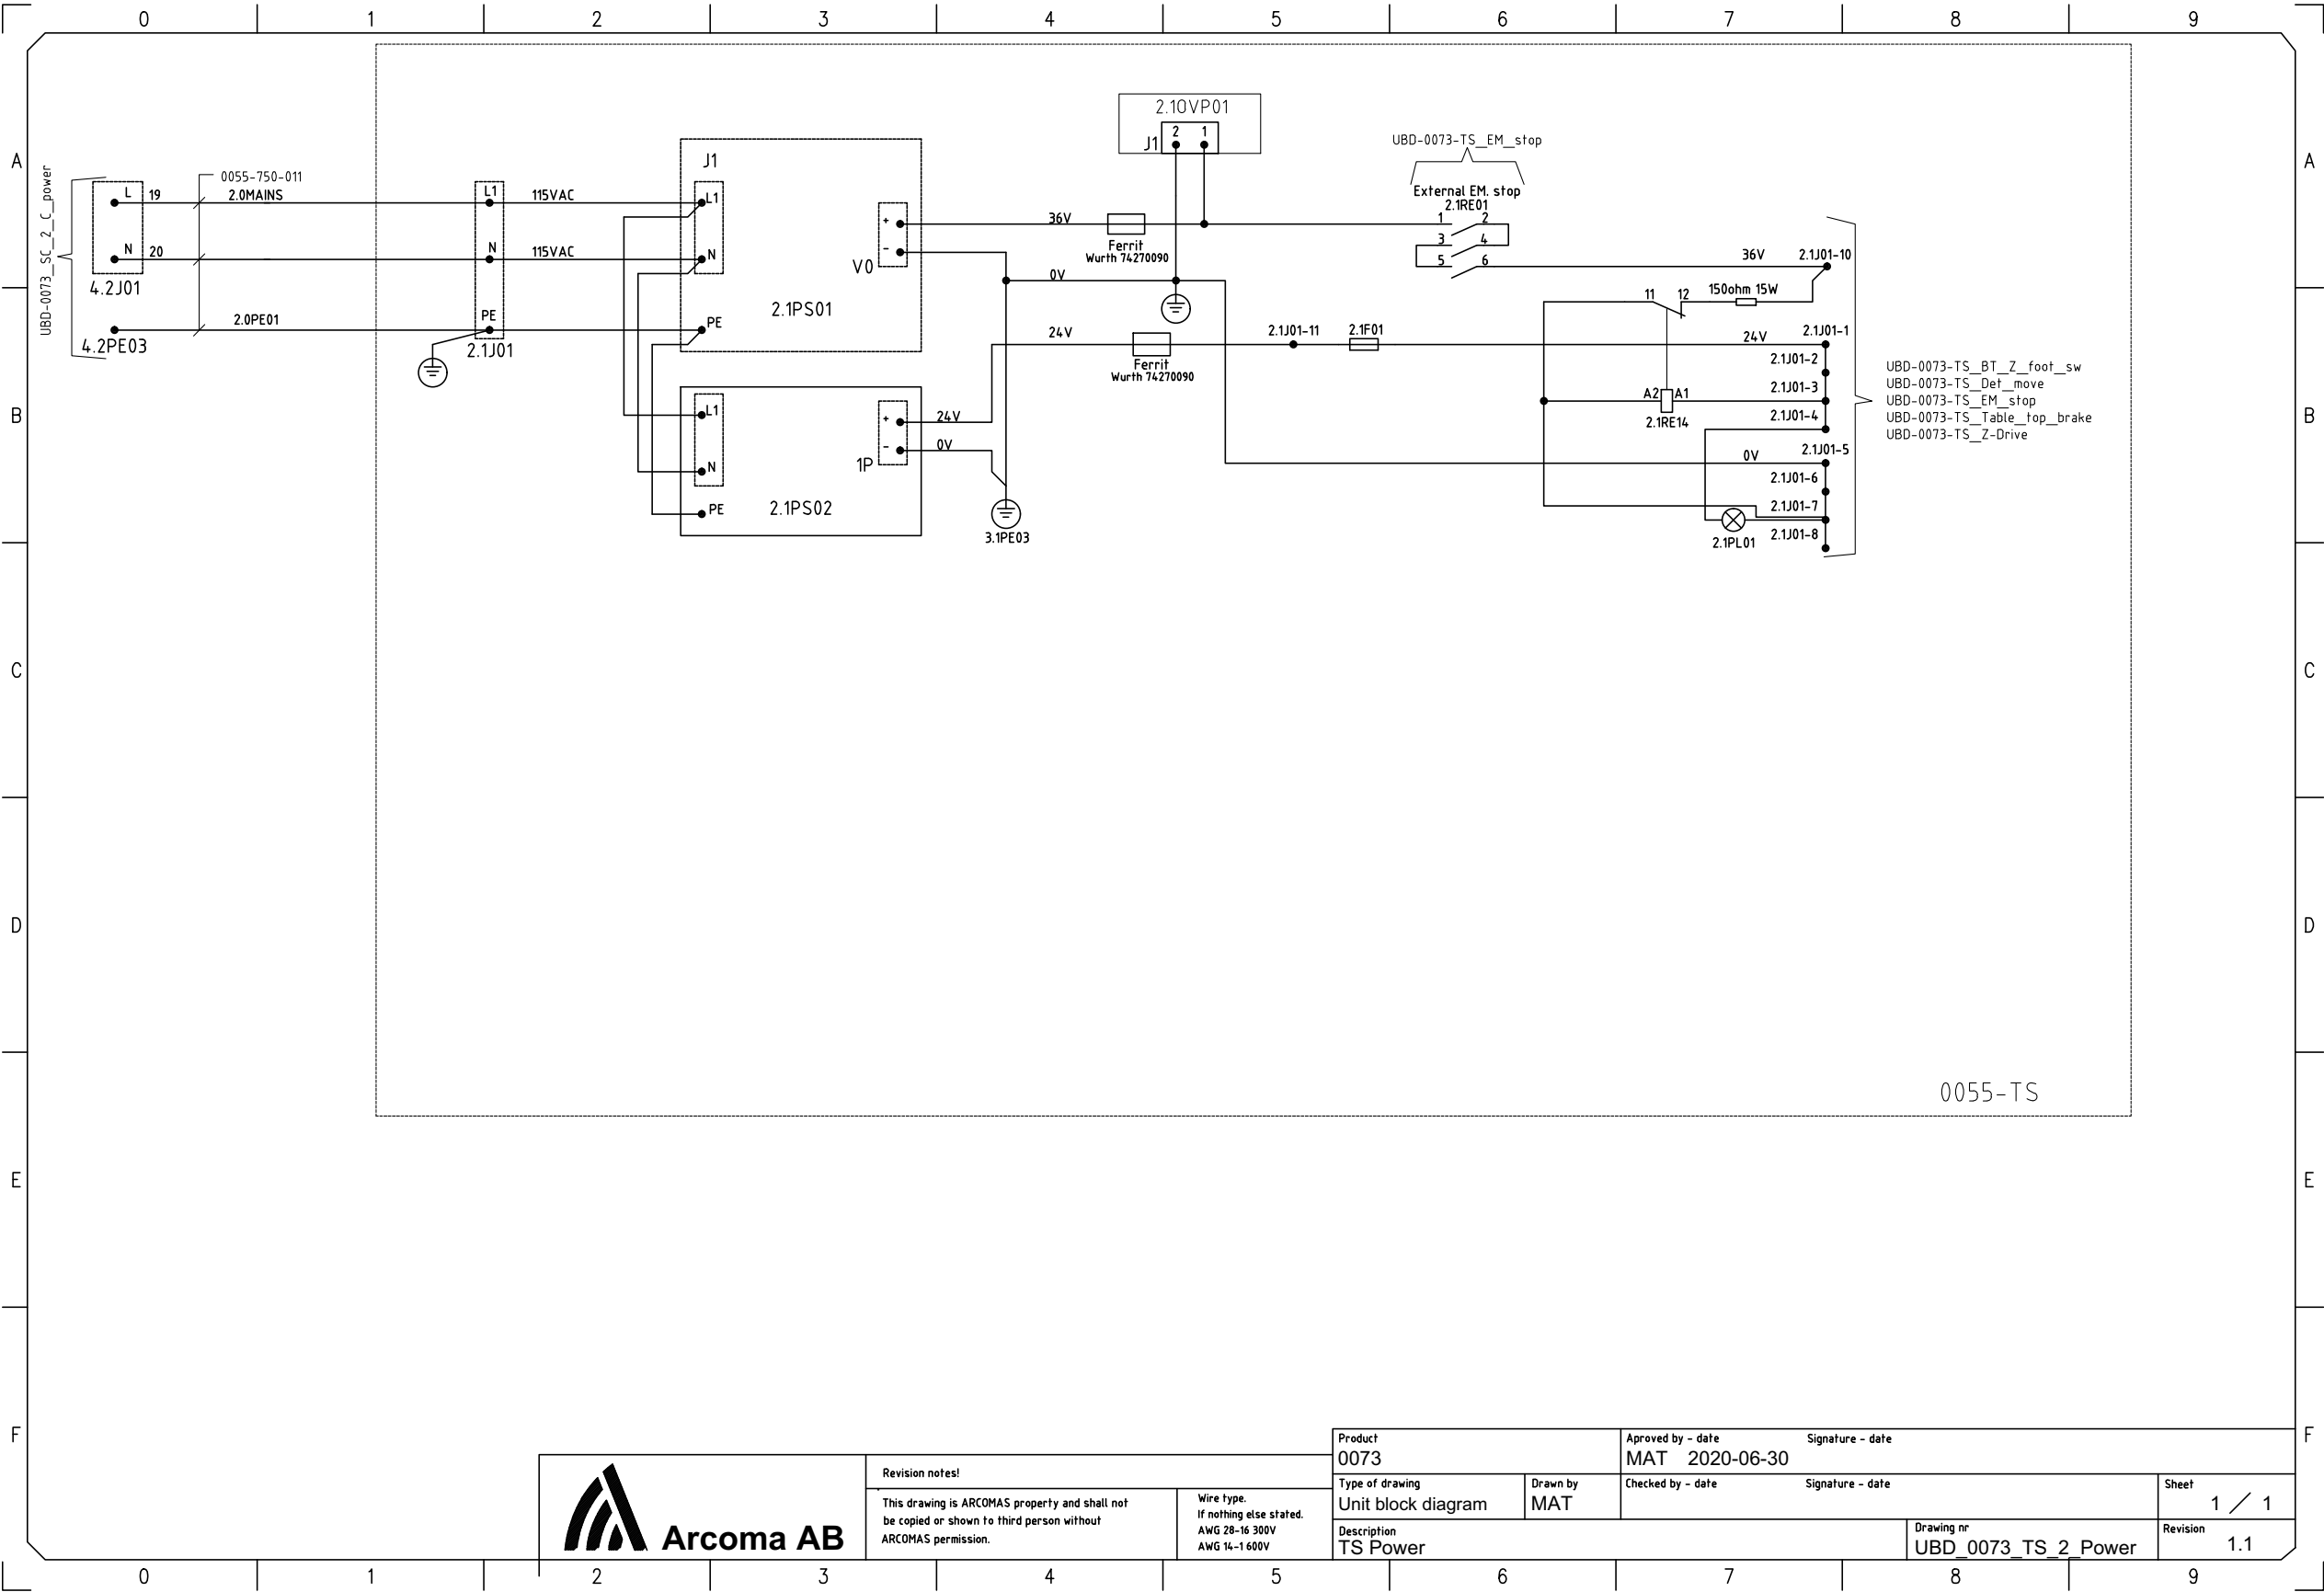 0 1 2 3 4 5 6 7 8 9
A A
B B
C C
D D
E E
F F
UBD-0073_SC_2_C_power
L 19
N 20
4.2J01
4.2PE03
0055-750-011
2.0MAINS
2.0PE01
L1
N
PE
2.1J01
115VAC
115VAC
J1
L1
N
PE
+
-
V0
2.1PS01
L1
N
PE
+
-
1P
2.1PS02
24V
0V
3.1PE03
36V
Ferrit
Wurth 74270090
0V
24V
Ferrit
Wurth 74270090
2.1OVP01
J1 2 1
2.1J01-11
2.1F01
UBD-0073-TS_EM_stop
External EM. stop
2.1RE01
1 2
3 4
5 6
36V
2.1J01-10
11 12
150ohm 15W
24V
2.1J01-1
2.1J01-2
2.1J01-3
2.1J01-4
A2 A1
2.1RE14
0V
2.1J01-5
2.1J01-6
2.1J01-7
2.1J01-8
2.1PL01
UBD-0073-TS_BT_Z_foot_sw
UBD-0073-TS_Det_move
UBD-0073-TS_EM_stop
UBD-0073-TS_Table_top_brake
UBD-0073-TS_Z-Drive
0055-TS
Arcoma AB
Revision notes!
This drawing is ARCOMAS property and shall not
be copied or shown to third person without
ARCOMAS permission.
Wire type.
If nothing else stated.
AWG 28-16 300V
AWG 14-1 600V
Product
0073
Aproved by - date
Signature - date
MAT 2020-06-30
Type of drawing
Unit block diagram
Drawn by
MAT
Checked by - date
Signature - date
Sheet
1 / 1
Description
TS Power
Drawing nr
UBD_0073_TS_2_Power
Revision
1.1
0 1 2 3 4 5 6 7 8 9